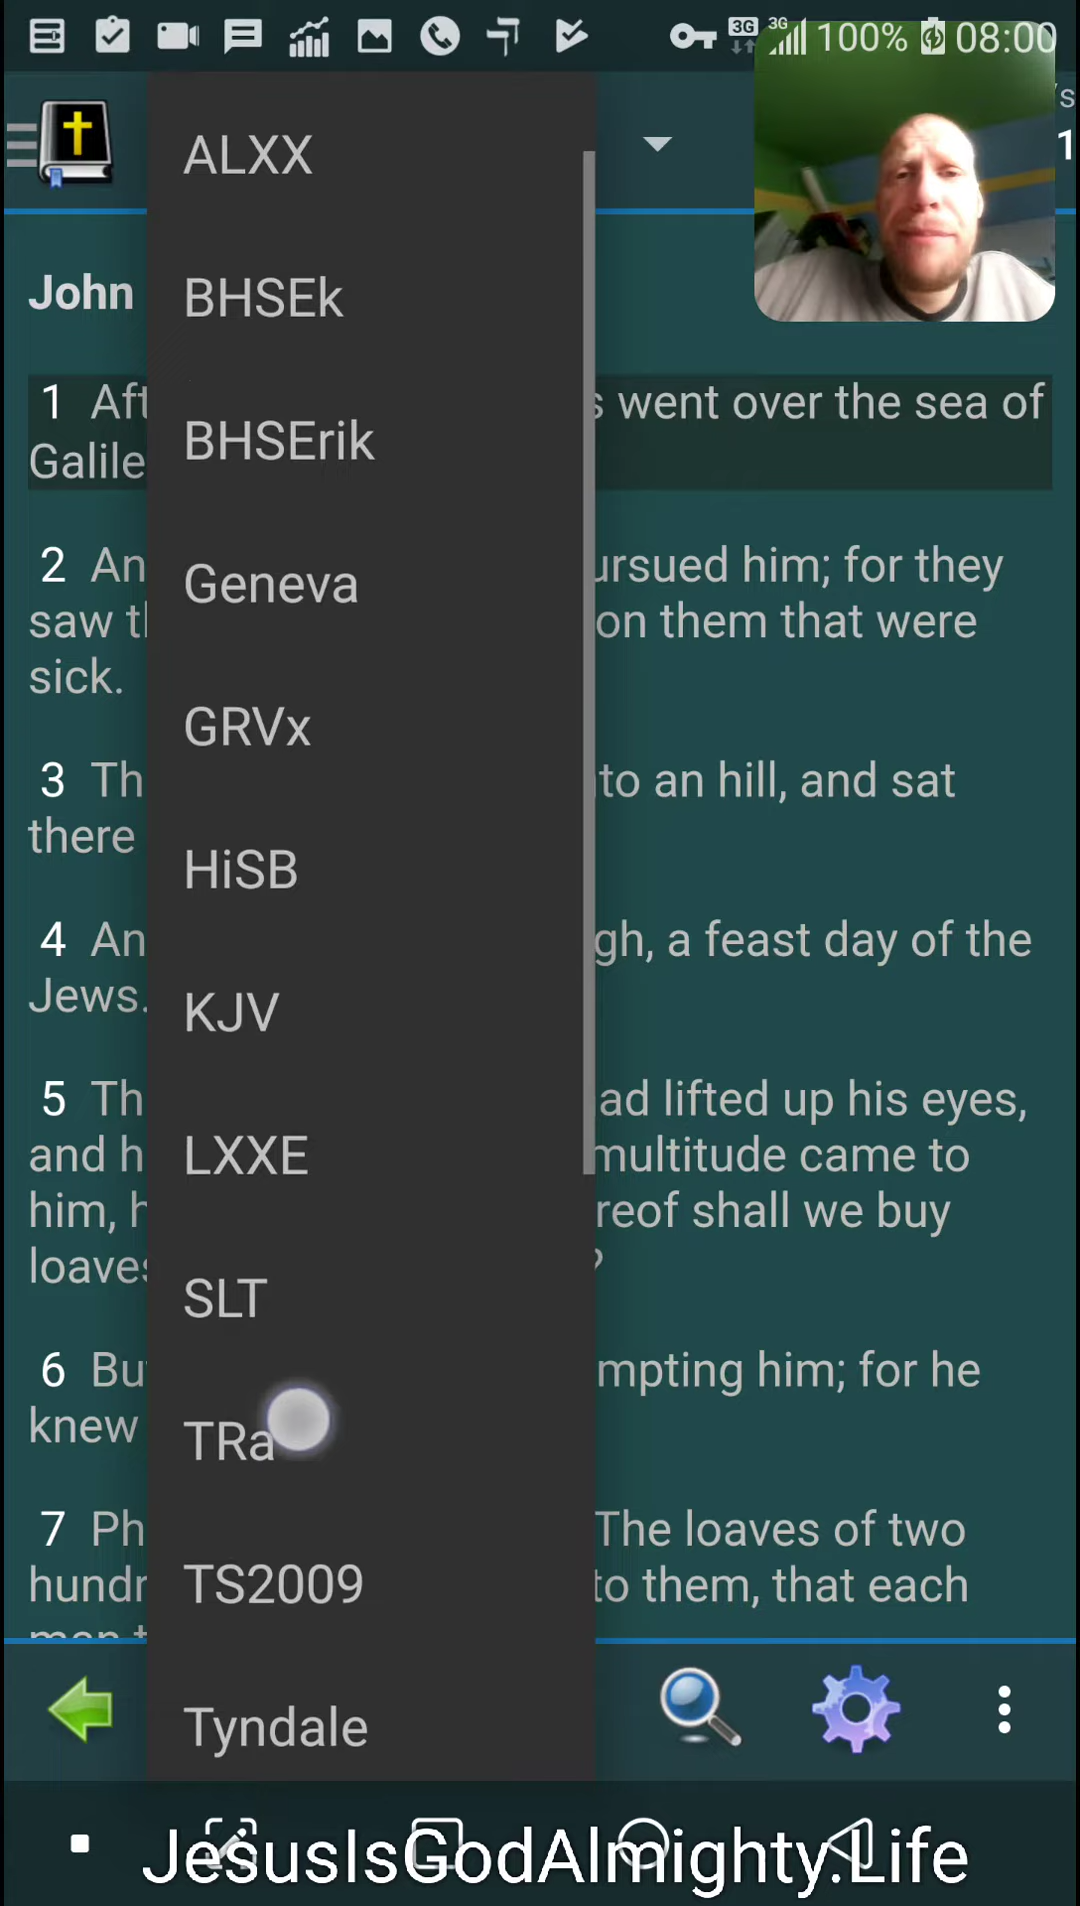 3G 3G 100% 08:00
/s
1
ALXX
BHSEk
BHSErik
Geneva
GRVx
HiSB
KJV
LXXE
SLT
TRa
TS2009
Tyndale
John
1 s went over the sea of
Galile
2 An ursued him; for they
saw on them that were
sick.
3 Th to an hill, and sat
there
4 An gh, a feast day of the
Jews.
5 Th ad lifted up his eyes,
and h multitude came to
him, reof shall we buy
loaves ?
6 Bu mpting him; for he
knew
7 Ph The loaves of two
hundr to them, that each
JesusIsGodAlmighty.Life